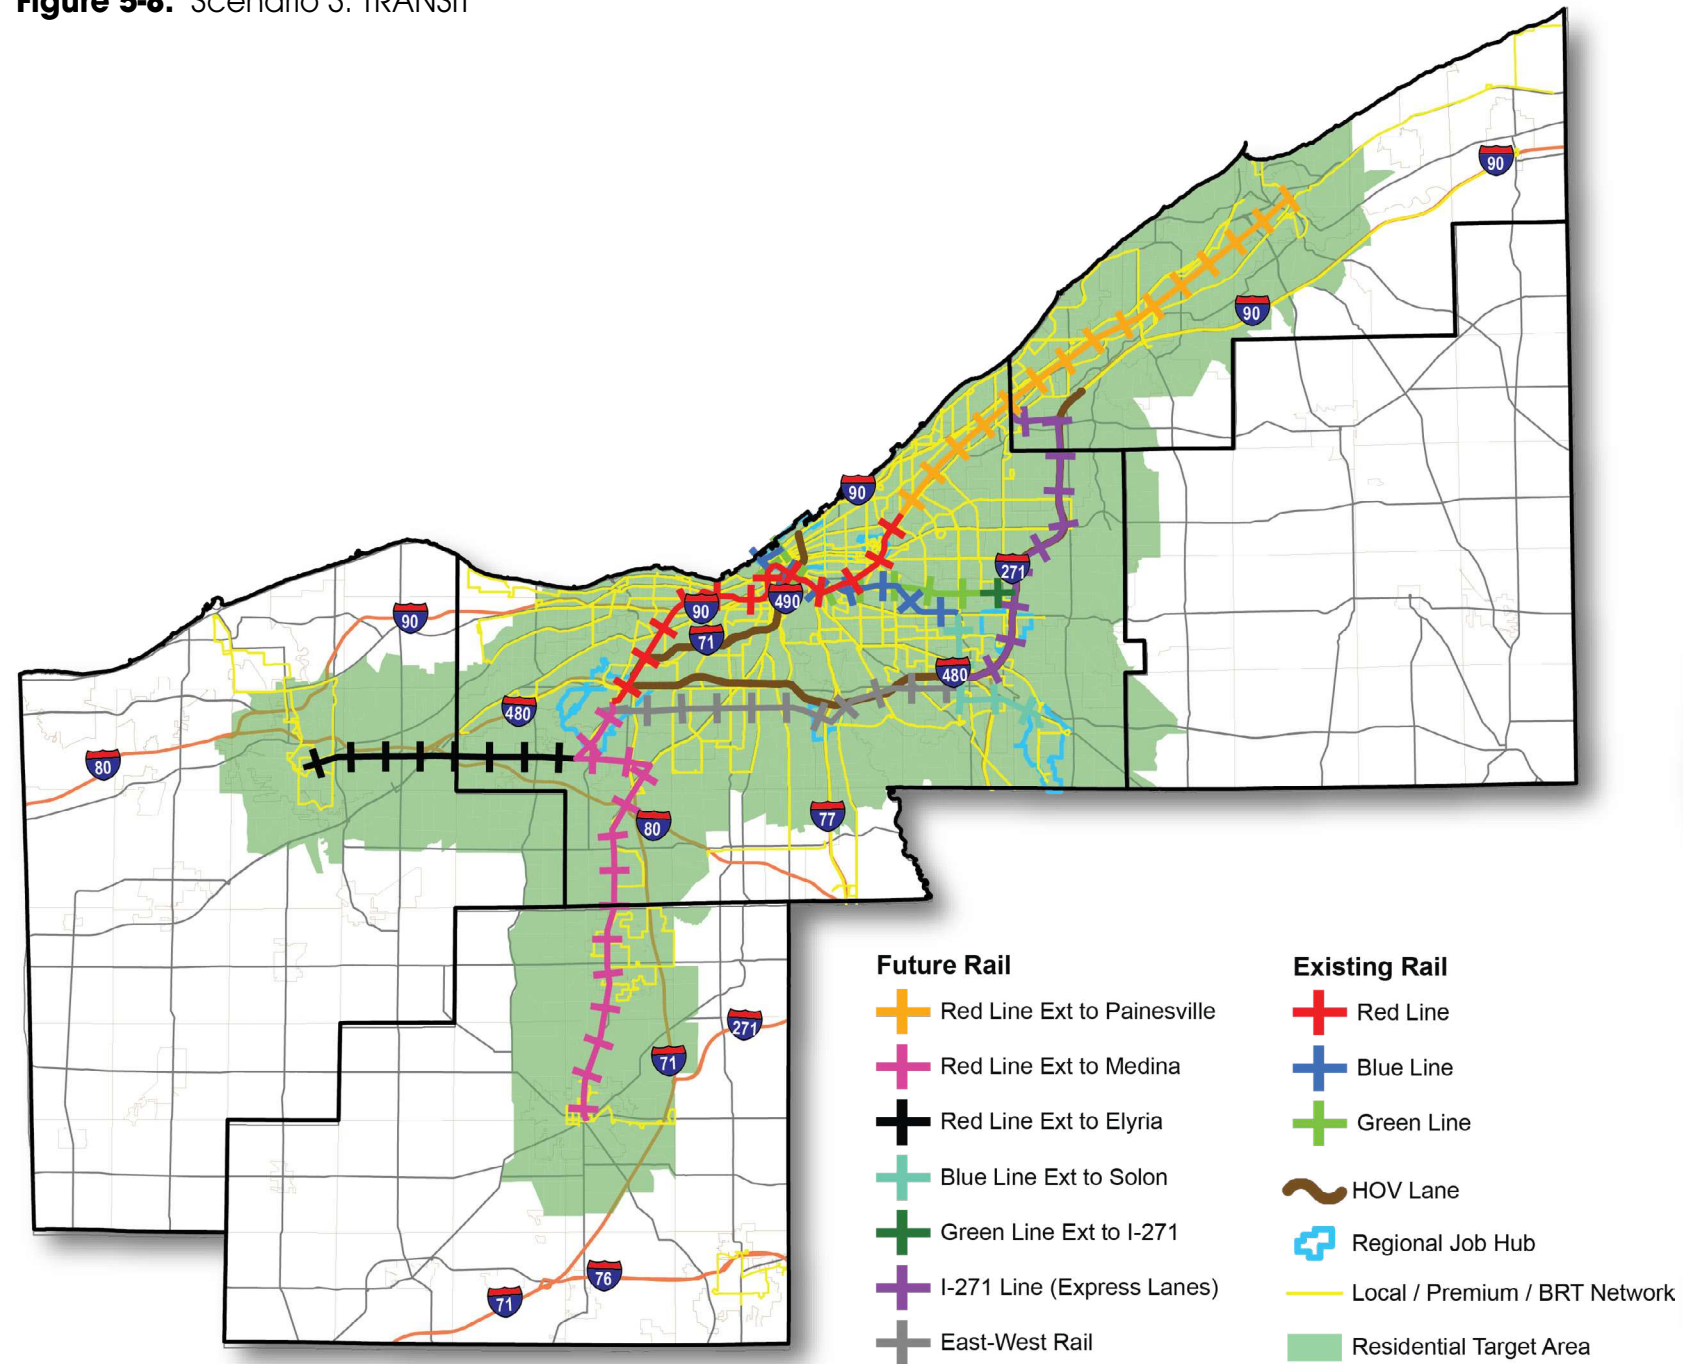 Figure 5-8. Scenario 3: TRANSIT
90
90
90
271
90
490
90
71
480
480
80
80
77
271
71
76
71
Future Rail
Red Line Ext to Painesville
Red Line Ext to Medina
Red Line Ext to Elyria
Blue Line Ext to Solon
Green Line Ext to I-271
I-271 Line (Express Lanes)
East-West Rail
Existing Rail
Red Line
Blue Line
Green Line
HOV Lane
Regional Job Hub
Local / Premium / BRT Network
Residential Target Area